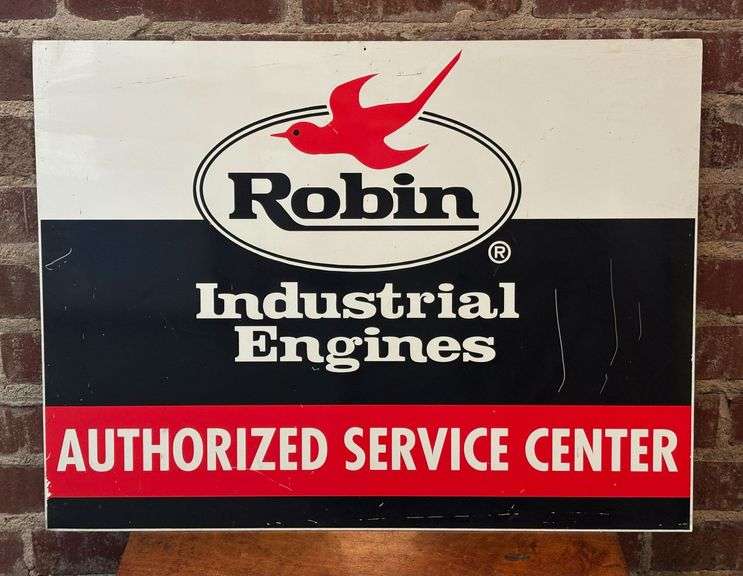 Robin
®
Industrial
Engines
AUTHORIZED SERVICE CENTER